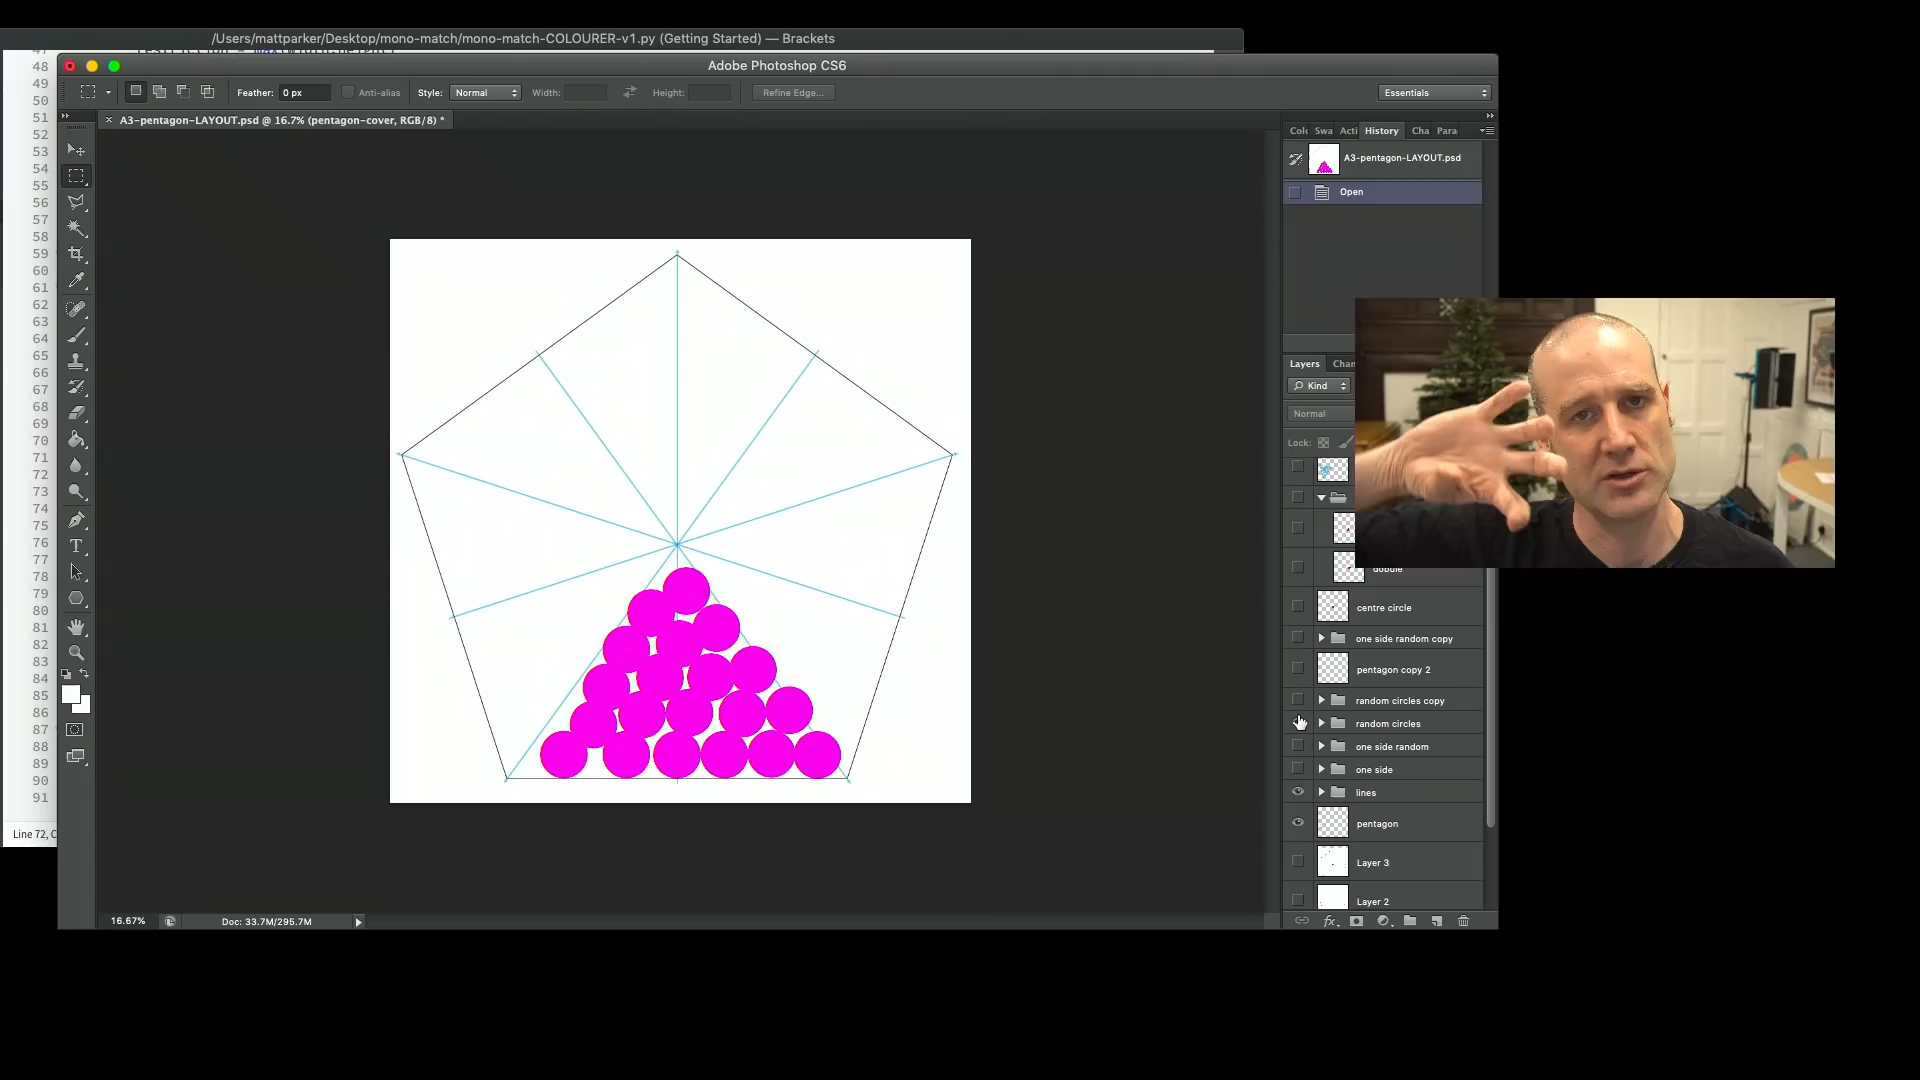 /Users/mattparker/Desktop/mono-match/mono-match-COLOURER-v1.py (Getting Started) — Brackets
Adobe Photoshop CS6
Feather: 0 px Anti-alias Style: Normal Width: Height: Refine Edge... Essentials
× A3-pentagon-LAYOUT.psd @ 16.7% (pentagon-cover, RGB/8) *
Colc Swa Acti History Cha Para
A3-pentagon-LAYOUT.psd
Open
Layers Chan
Kind
Normal
Lock:
dobule
centre circle
one side random copy
pentagon copy 2
random circles copy
random circles
one side random
one side
lines
pentagon
Layer 3
Layer 2
48
49
50
51
52
53
54
55
56
57
58
59
60
61
62
63
64
65
66
67
68
69
70
71
72
73
74
75
76
77
78
79
80
81
82
83
84
85
86
87
88
89
90
91
Line 72, C
16.67% Doc: 33.7M/295.7M